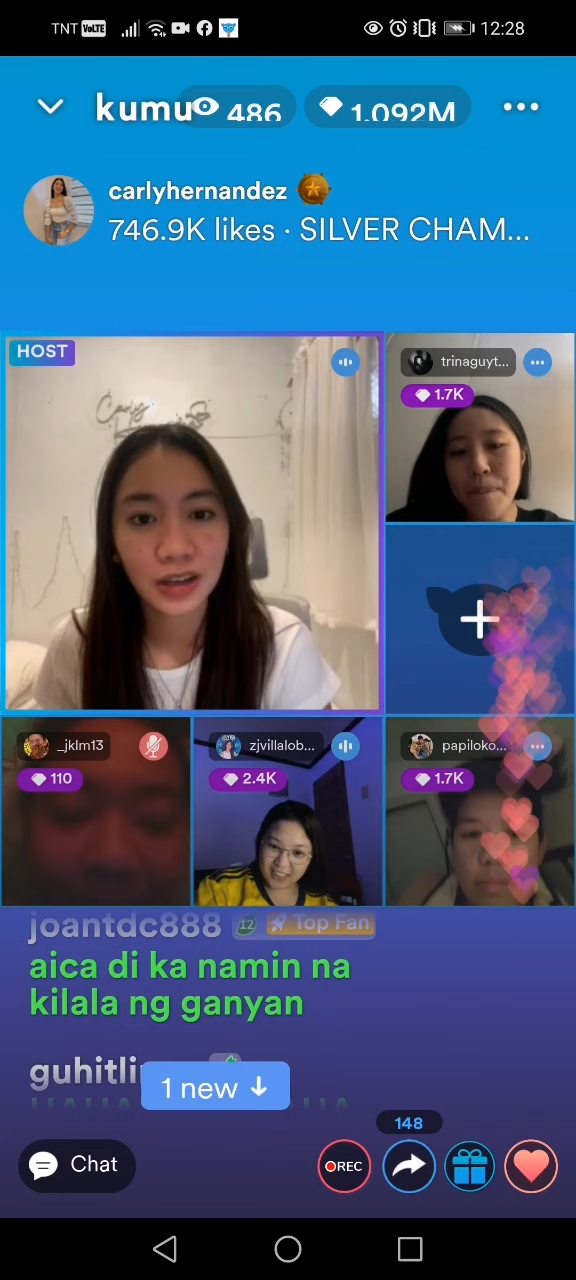 TNT VoLTE 12:28
kumu 486 1.092M
carlyhernandez
746.9K likes · SILVER CHAM...
HOST
trinaguyt...
1.7K
Carly
_jklm13
110
zjvillalob...
2.4K
papiloko...
1.7K
joantdc888 12 Top Fan
aica di ka namin na
kilala ng ganyan
1 new
148
Chat
REC